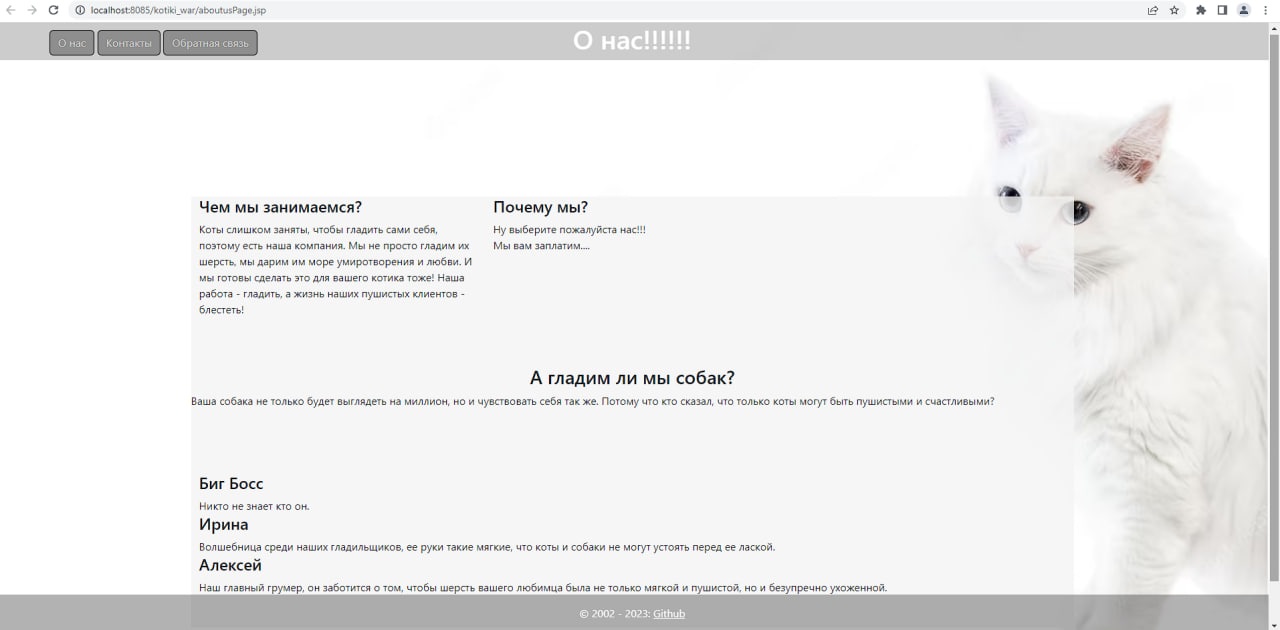 localhost:8085/kotiki_war/aboutusPage.jsp
О нас
Контакты
Обратная связь
О нас!!!!!!
Чем мы занимаемся?
Коты слишком заняты, чтобы гладить сами себя,
поэтому есть наша компания. Мы не просто гладим их
шерсть, мы дарим им море умиротворения и любви. И
мы готовы сделать это для вашего котика тоже! Наша
работа - гладить, а жизнь наших пушистых клиентов -
блестеть!
Почему мы?
Ну выберите пожалуйста нас!!!
Мы вам заплатим....
А гладим ли мы собак?
Ваша собака не только будет выглядеть на миллион, но и чувствовать себя так же. Потому что кто сказал, что только коты могут быть пушистыми и счастливыми?
Биг Босс
Никто не знает кто он.
Ирина
Волшебница среди наших гладильщиков, ее руки такие мягкие, что коты и собаки не могут устоять перед ее лаской.
Алексей
Наш главный грумер, он заботится о том, чтобы шерсть вашего любимца была не только мягкой и пушистой, но и безупречно ухоженной.
© 2002 - 2023: Github